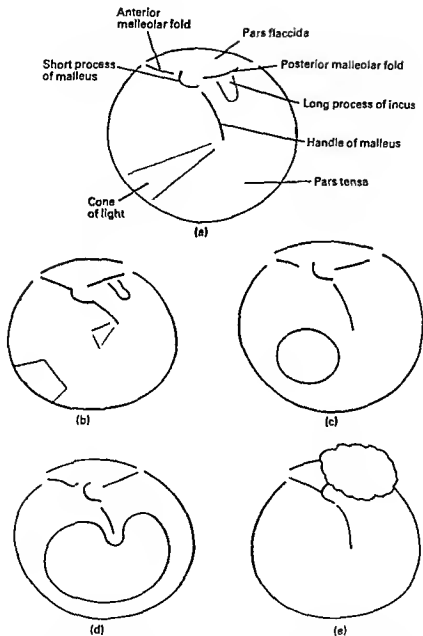 Anterior
malleolar fold
Pars flaccida
Short process
of malleus
Posterior malleolar fold
Long process of incus
Handle of malleus
Pars tensa
Cone
of light
(a)
(b)
(c)
(d)
(e)